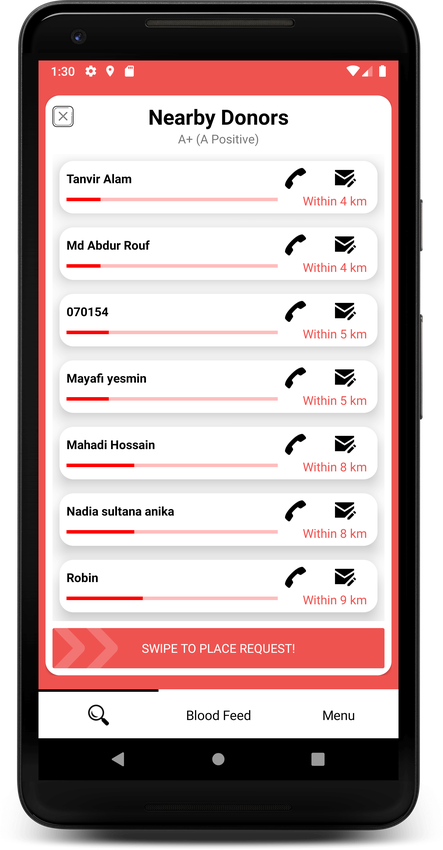 1:30
Nearby Donors
A+ (A Positive)
Tanvir Alam
Within 4 km
Md Abdur Rouf
Within 4 km
070154
Within 5 km
Mayafi yesmin
Within 5 km
Mahadi Hossain
Within 8 km
Nadia sultana anika
Within 8 km
Robin
Within 9 km
SWIPE TO PLACE REQUEST!
Blood Feed
Menu